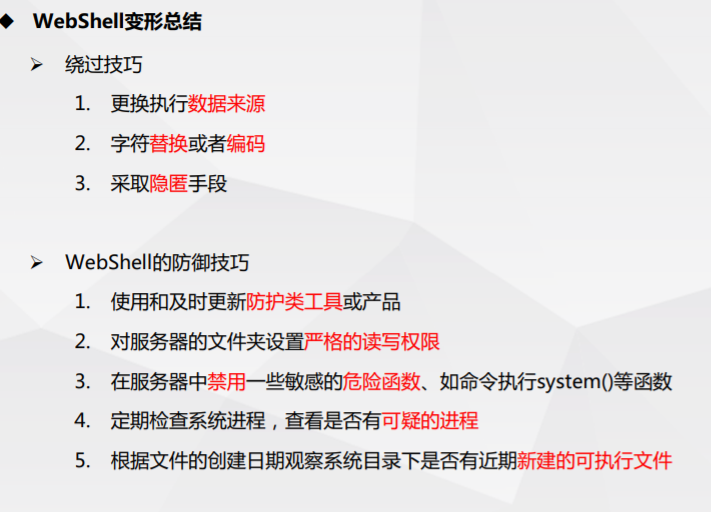 ◆ WebShell变形总结
➢ 绕过技巧
1. 更换执行数据来源
2. 字符替换或者编码
3. 采取隐匿手段
➢ WebShell的防御技巧
1. 使用和及时更新防护类工具或产品
2. 对服务器的文件夹设置严格的读写权限
3. 在服务器中禁用一些敏感的危险函数、如命令执行system()等函数
4. 定期检查系统进程，查看是否有可疑的进程
5. 根据文件的创建日期观察系统目录下是否有近期新建的可执行文件